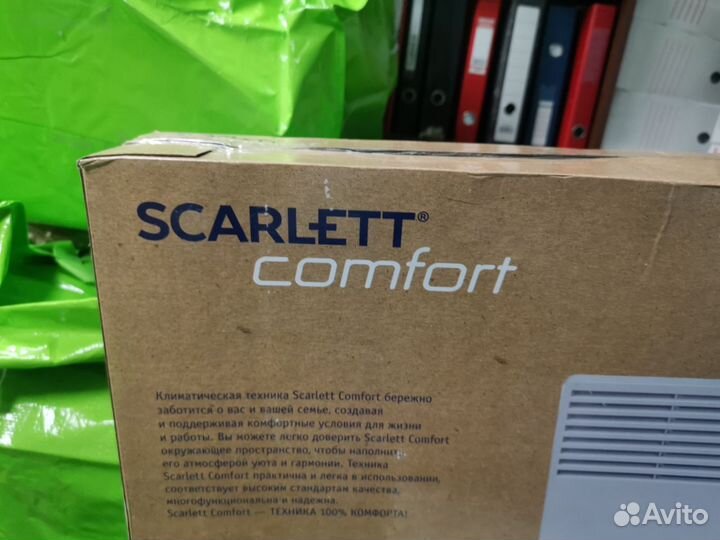 SCARLETT®
comfort
Климатическая техника Scarlett Comfort бережно
заботится о вас и вашей семье, создавая
и поддерживая комфортные условия для жизни
и работы. Вы можете легко доверить Scarlett Comfort
окружающее пространство, чтобы наполнить
его атмосферой уюта и гармонии. Техника
Scarlett Comfort практична и легка в использовании,
соответствует высоким стандартам качества,
многофункциональна и надежна.
Scarlett Comfort — ТЕХНИКА 100% КОМФОРТА!
Avito